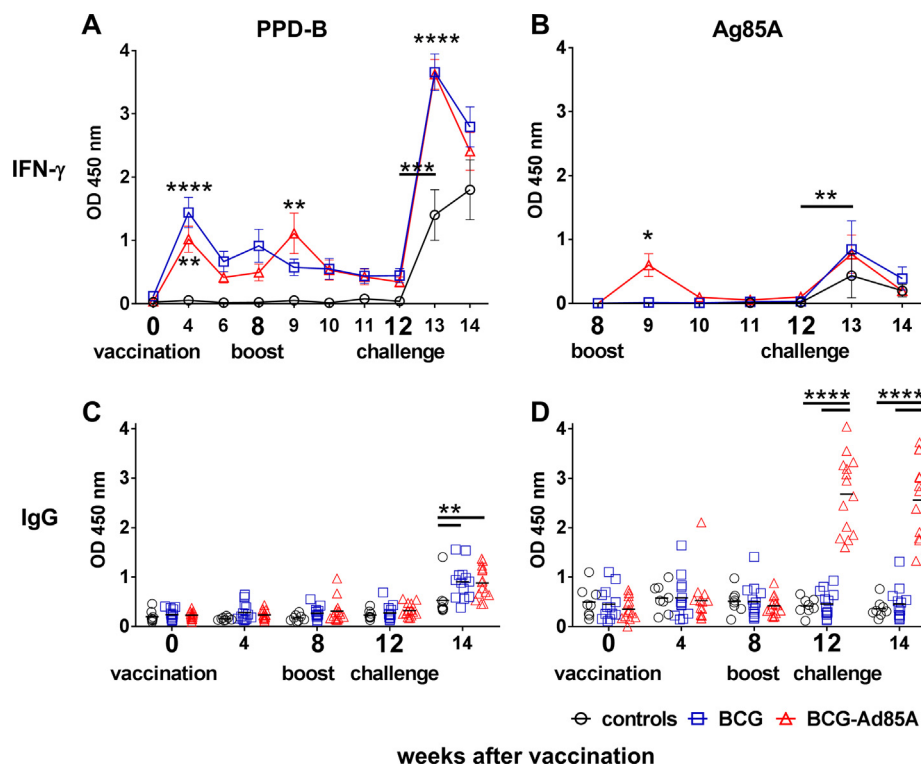 A PPD-B B Ag85A
IFN-γ
OD 450 nm
4
3
2
1
0
**** ** ** *** ****
0 4 6 8 9 10 11 12 13 14
vaccination boost challenge
OD 450 nm
4
3
2
1
0
* **
8 9 10 11 12 13 14
boost challenge
C D
IgG
OD 450 nm
4
3
2
1
0
**
0 4 8 12 14
vaccination boost challenge
OD 450 nm
4
3
2
1
0
**** ****
0 4 8 12 14
vaccination boost challenge
controls BCG BCG-Ad85A
weeks after vaccination